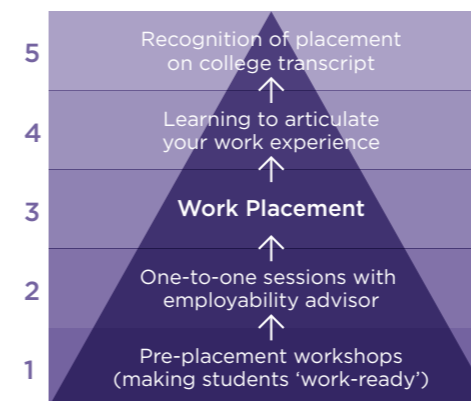 5
Recognition of placement
on college transcript
4
Learning to articulate
your work experience
3
Work Placement
2
One-to-one sessions with
employability advisor
1
Pre-placement workshops
(making students ‘work-ready’)